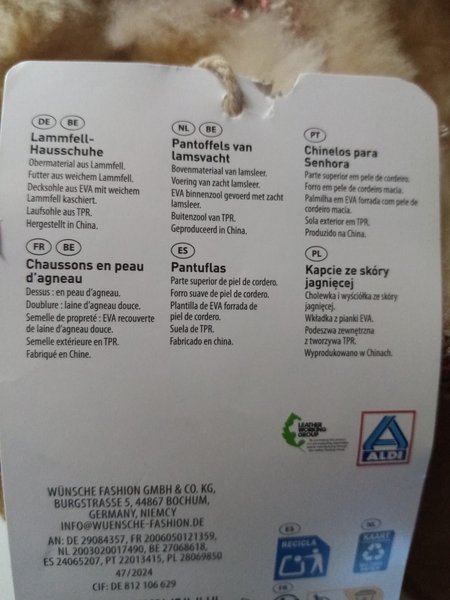 DE BE
Lammfell-
Hausschuhe
Obermaterial aus Lammfell.
Futter aus weichem Lammfell.
Decksohle aus EVA mit weichem
Lammfell kaschiert.
Laufsohle aus TPR.
Hergestellt in China.
NL BE
Pantoffels van
lamsvacht
Bovenmateriaal van lamsleer.
Voering van zacht lamsleer.
EVA binnenzool gevoerd met zacht
lamsleer.
Buitenzool van TPR.
Geproduceerd in China.
PT
Chinelos para
Senhora
Parte superior em pele de cordeiro.
Forro em pele de cordeiro macia.
Palmilha em EVA forrada com pele de
cordeiro macia.
Sola exterior em TPR.
Produzido na China.
FR BE
Chaussons en peau
d'agneau
Dessus : en peau d'agneau.
Doublure : laine d'agneau douce.
Semelle de propreté : EVA recouverte
de laine d'agneau douce.
Semelle extérieure en TPR.
Fabriqué en Chine.
ES
Pantuflas
Parte superior de piel de cordero.
Forro suave de piel de cordero.
Plantilla de EVA forrada de
piel de cordero.
Suela de TPR.
Fabricado en china.
PL
Kapcie ze skóry
jagnięcej
Cholewka i wyściółka ze skóry
jagnięcej.
Wkładka z pianki EVA.
Podeszwa zewnętrzna
z tworzywa TPR.
Wyprodukowano w Chinach.
LEATHER
WORKING
GROUP
ALDI
WÜNSCHE FASHION GMBH & CO. KG,
BURGSTRASSE 5, 44867 BOCHUM,
GERMANY, NIEMCY
INFO@WUENSCHE-FASHION.DE
AN: DE 29084357, FR 2006050121359,
NL 2003020017490, BE 27068618,
ES 24065207, PT 22013415, PL 28069850
47/2024
CIF: DE 812 106 629
ES
RECICLA
NL
KAART
FR